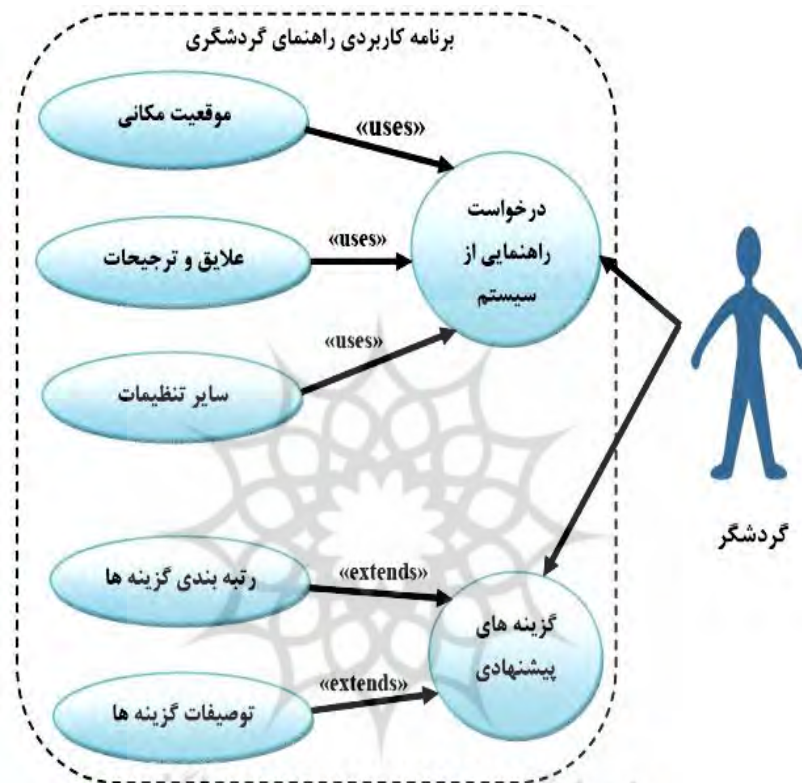 برنامه کاربردی راهنمای گردشگری
موقعیت مکانی
«uses»
درخواست
راهنمایی از
سیستم
علایق و ترجیحات
«uses»
«uses»
سایر تنظیمات
گردشگر
رتبه بندی گزینه ها
«extends»
گزینه های
پیشنهادی
«extends»
توصیفات گزینه ها